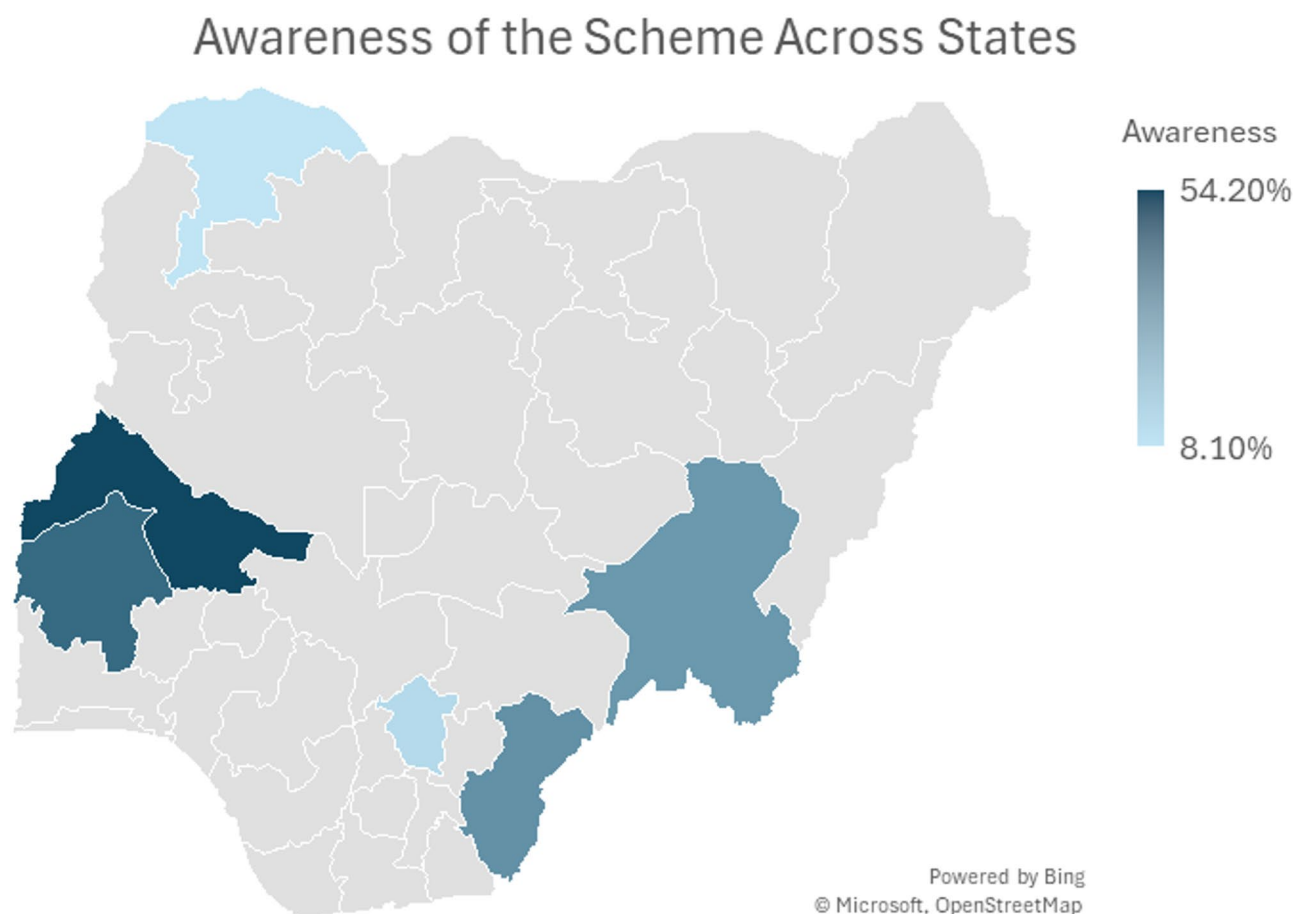 Awareness of the Scheme Across States
Awareness
54.20%
8.10%
Powered by Bing
© Microsoft, OpenStreetMap